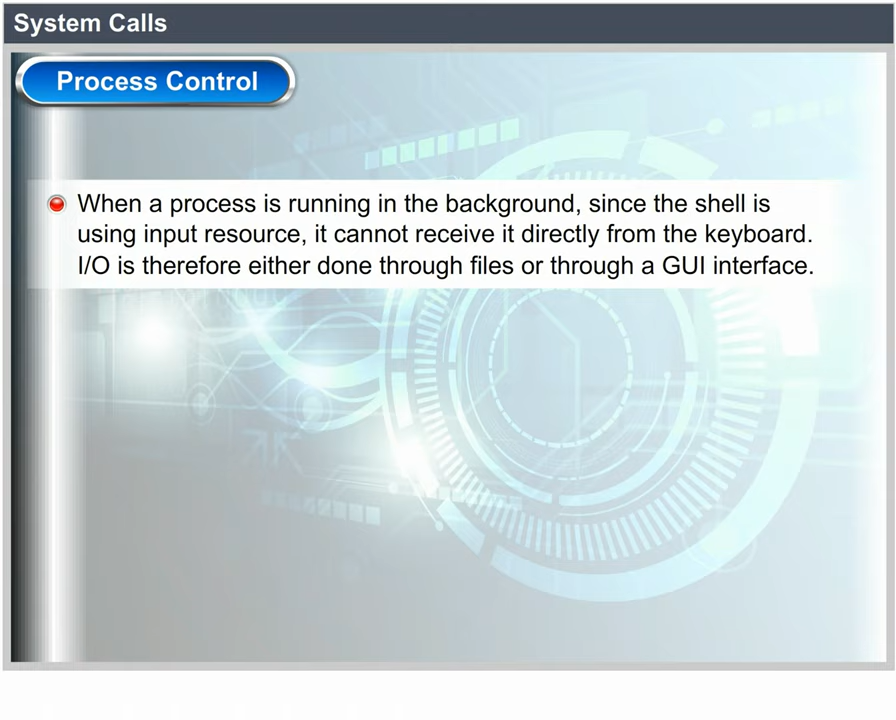 System Calls
Process Control
When a process is running in the background, since the shell is
using input resource, it cannot receive it directly from the keyboard.
I/O is therefore either done through files or through a GUI interface.